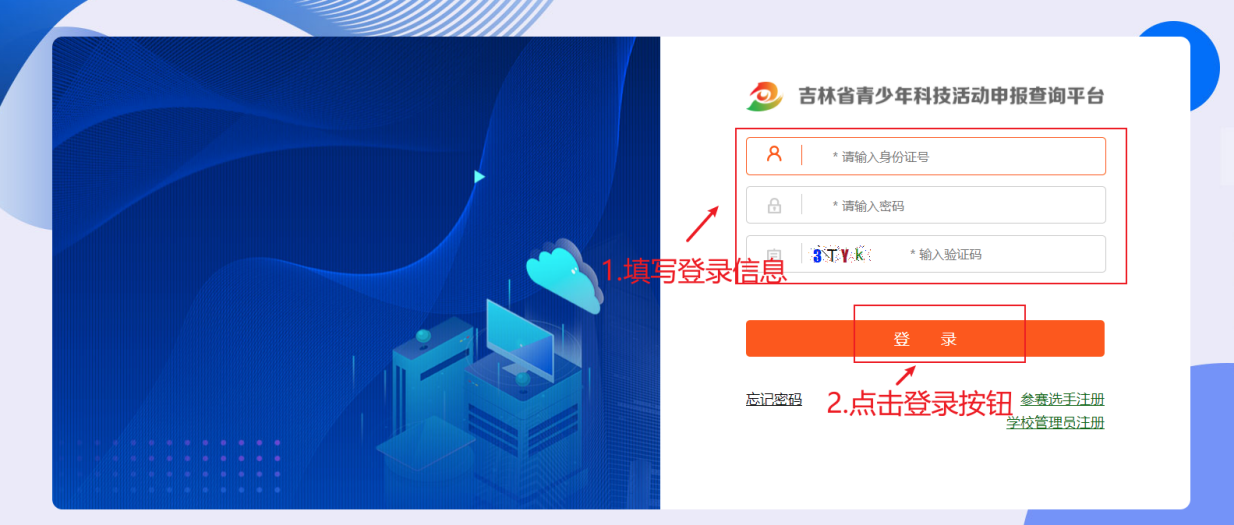 吉林省青少年科技活动申报查询平台
* 请输入身份证号
* 请输入密码
3TYk
* 输入验证码
1.填写登录信息
登 录
忘记密码
2.点击登录按钮
参赛选手注册
学校管理员注册